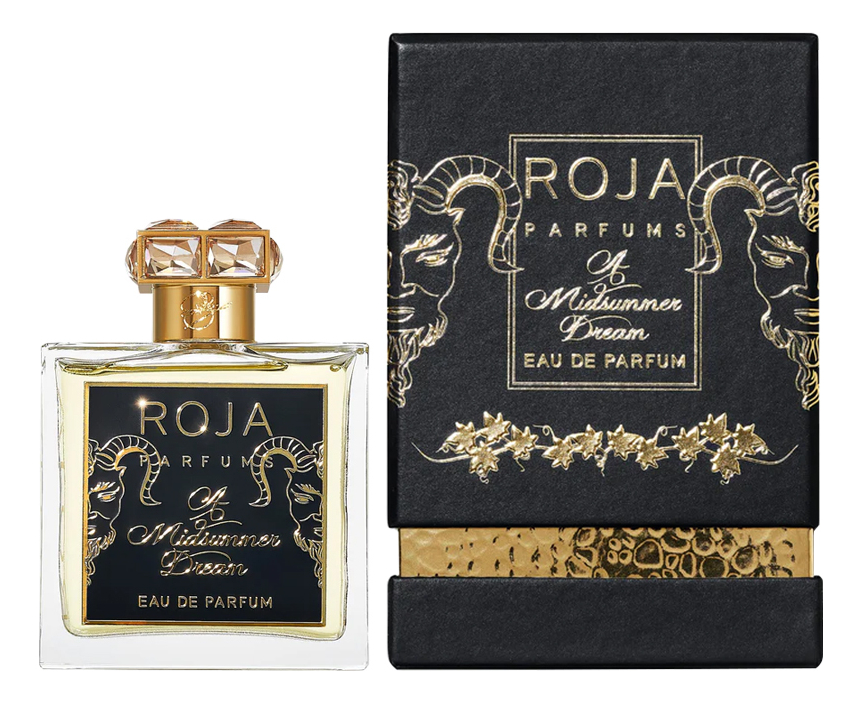 ROJA
PARFUMS
A
Midsummer
Dream
EAU DE PARFUM
ROJA
PARFUMS
A
Midsummer
Dream
EAU DE PARFUM